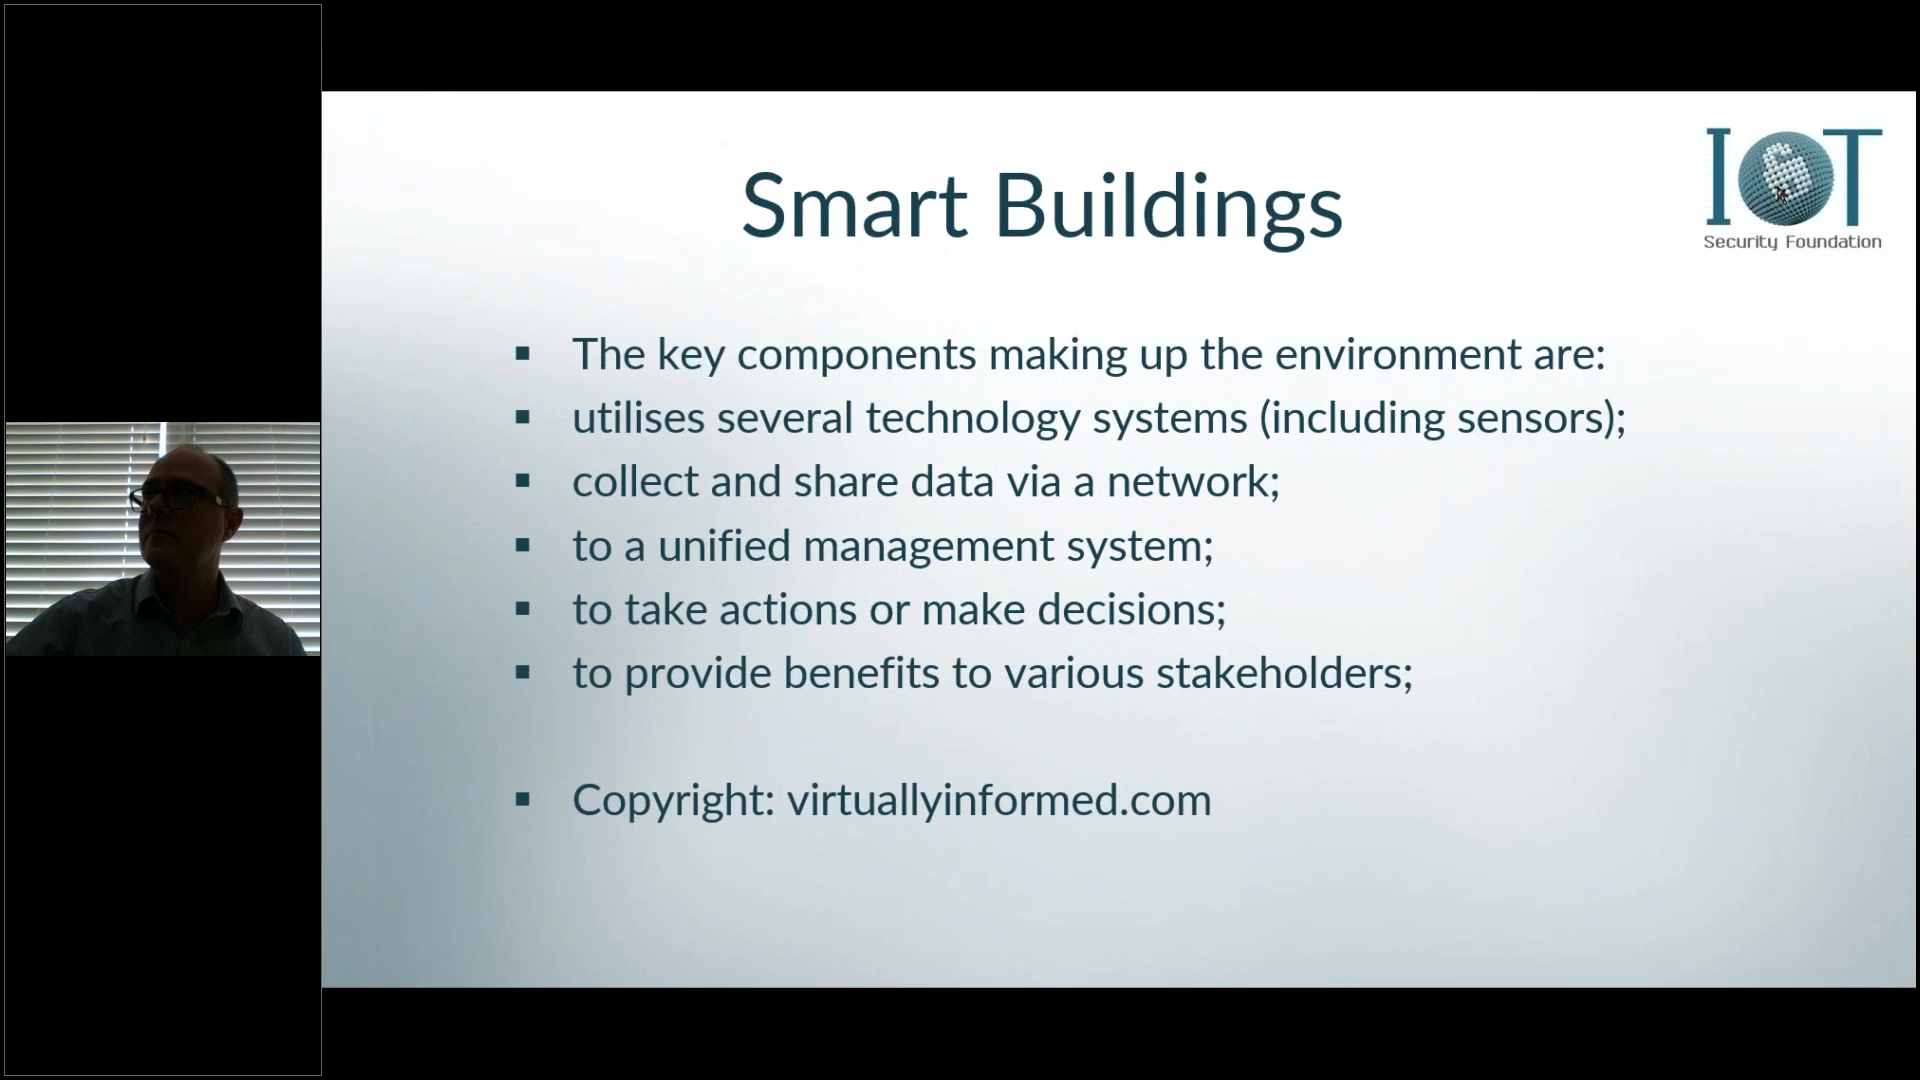 Smart Buildings
IOT
Security Foundation
▪ The key components making up the environment are:
▪ utilises several technology systems (including sensors);
▪ collect and share data via a network;
▪ to a unified management system;
▪ to take actions or make decisions;
▪ to provide benefits to various stakeholders;
▪ Copyright: virtuallyinformed.com